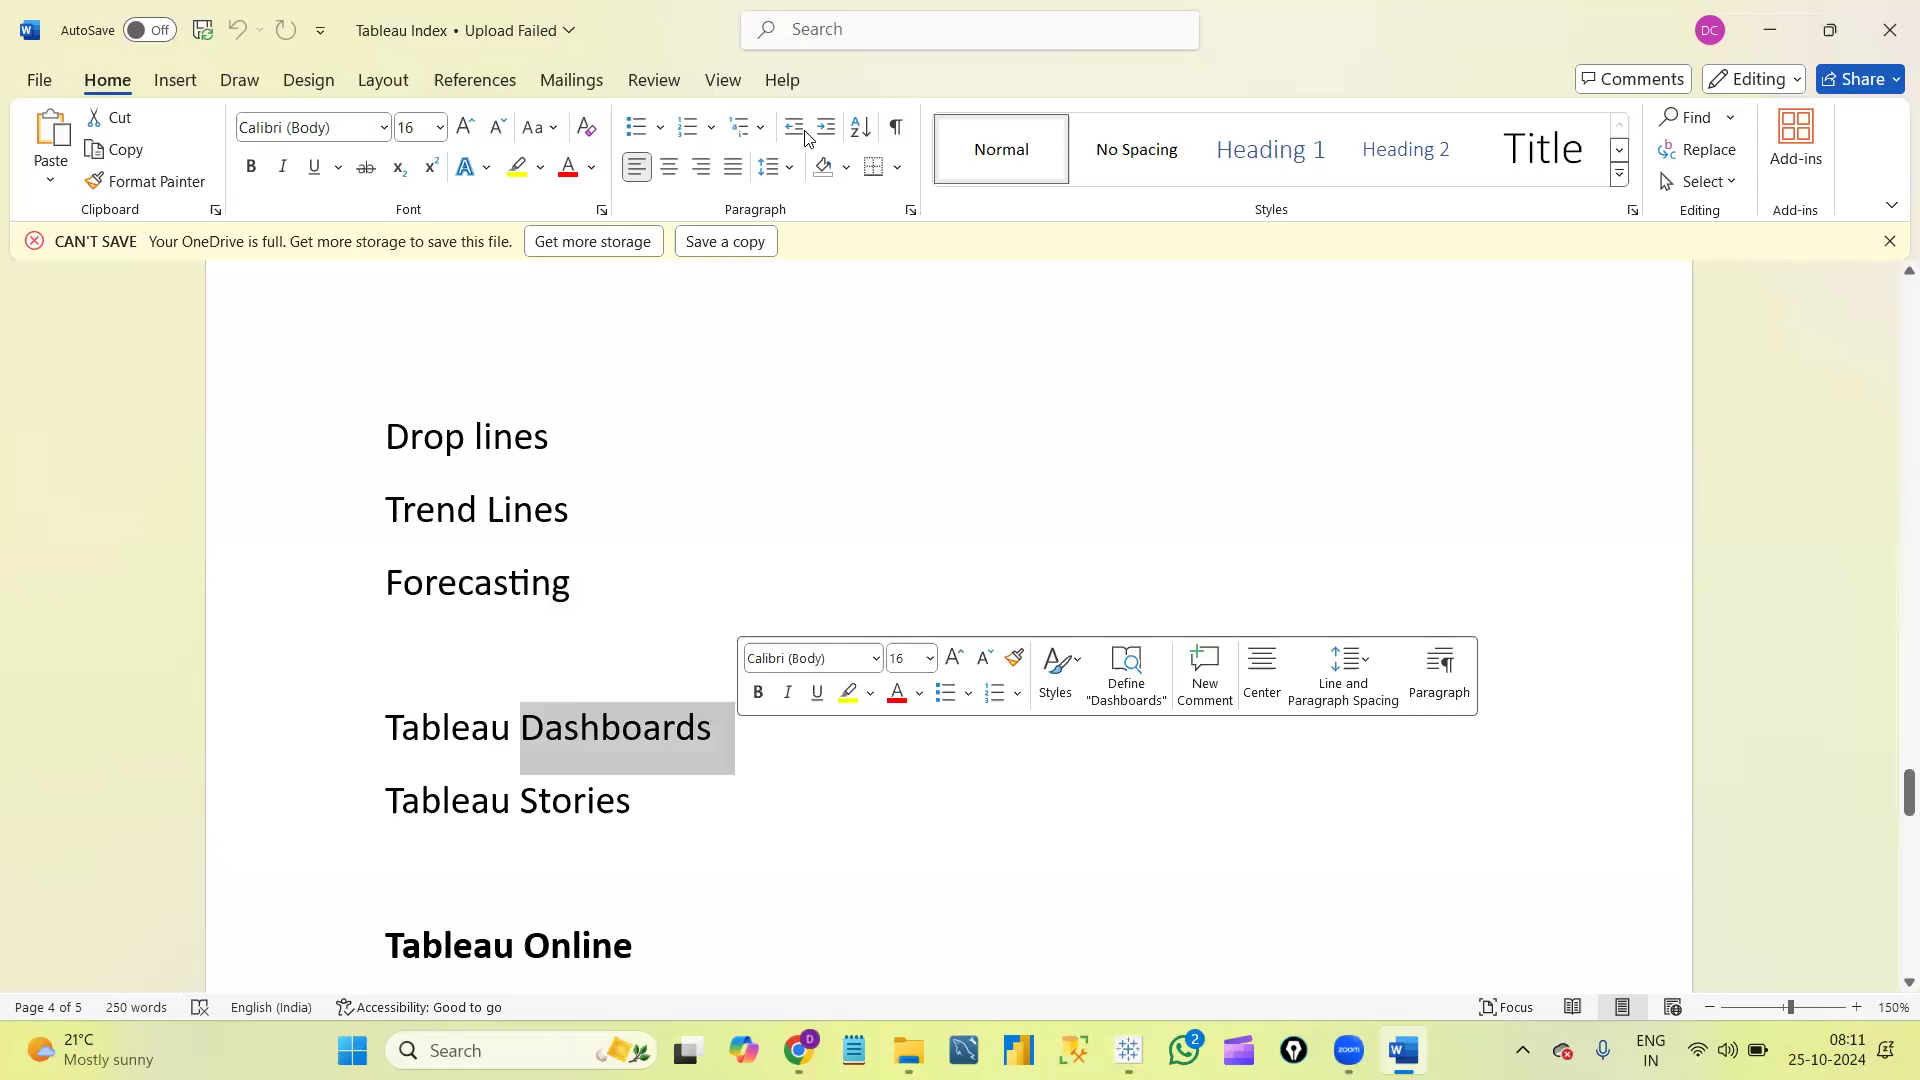 AutoSave Off Tableau Index • Upload Failed Search DC
File Home Insert Draw Design Layout References Mailings Review View Help Comments Editing Share
Paste Cut Copy Format Painter Clipboard
Calibri (Body) 16 Aa Font
Paragraph
Normal No Spacing Heading 1 Heading 2 Title Styles
Find Replace Select Editing
Add-ins Add-ins
CAN'T SAVE Your OneDrive is full. Get more storage to save this file. Get more storage Save a copy
Drop lines
Trend Lines
Forecasting
Calibri (Body) 16 Styles Define "Dashboards" New Comment Center Line and Paragraph Spacing Paragraph
Tableau Dashboards
Tableau Stories
Tableau Online
Page 4 of 5 250 words English (India) Accessibility: Good to go Focus 150%
21°C Mostly sunny Search zoom 2 ENG IN 08:11 25-10-2024